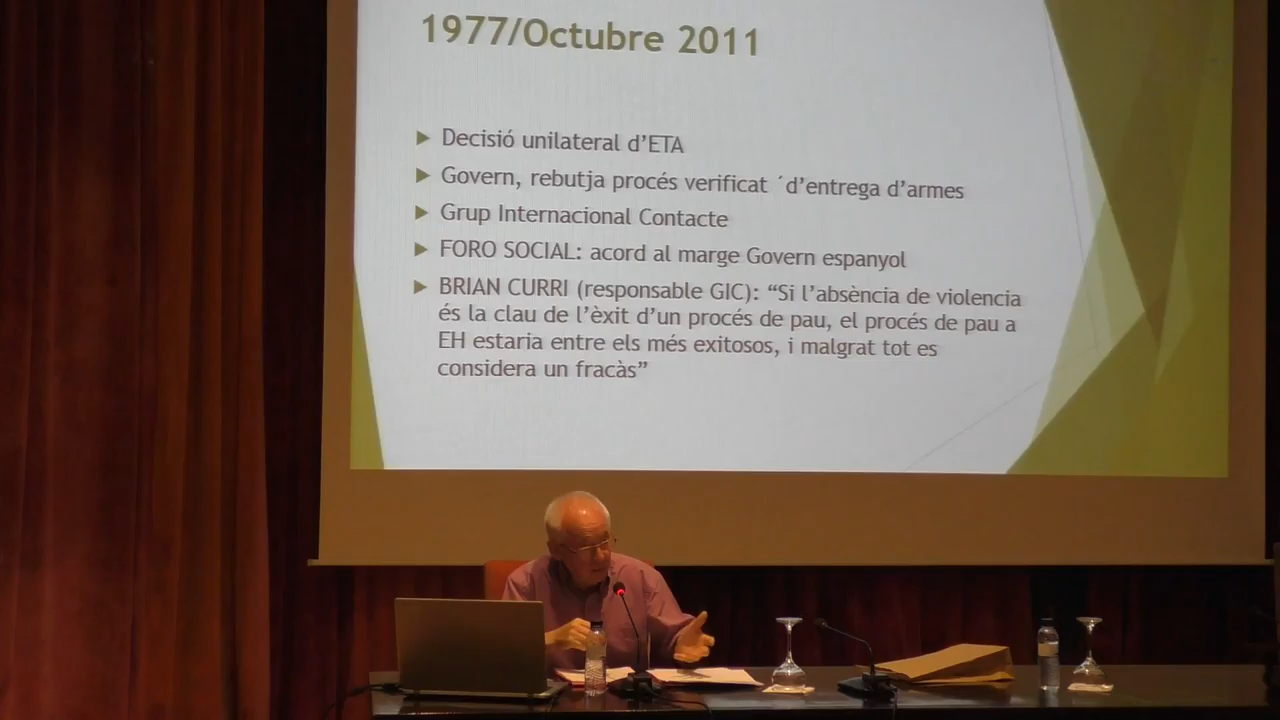 1977/Octubre 2011
Decisió unilateral d’ETA
Govern, rebutja procés verificat ´d’entrega d’armes
Grup Internacional Contacte
FORO SOCIAL: acord al marge Govern espanyol
BRIAN CURRI (responsable GIC): “Si l’absència de violencia
és la clau de l’èxit d’un procés de pau, el procés de pau a
EH estaria entre els més exitosos, i malgrat tot es
considera un fracàs”